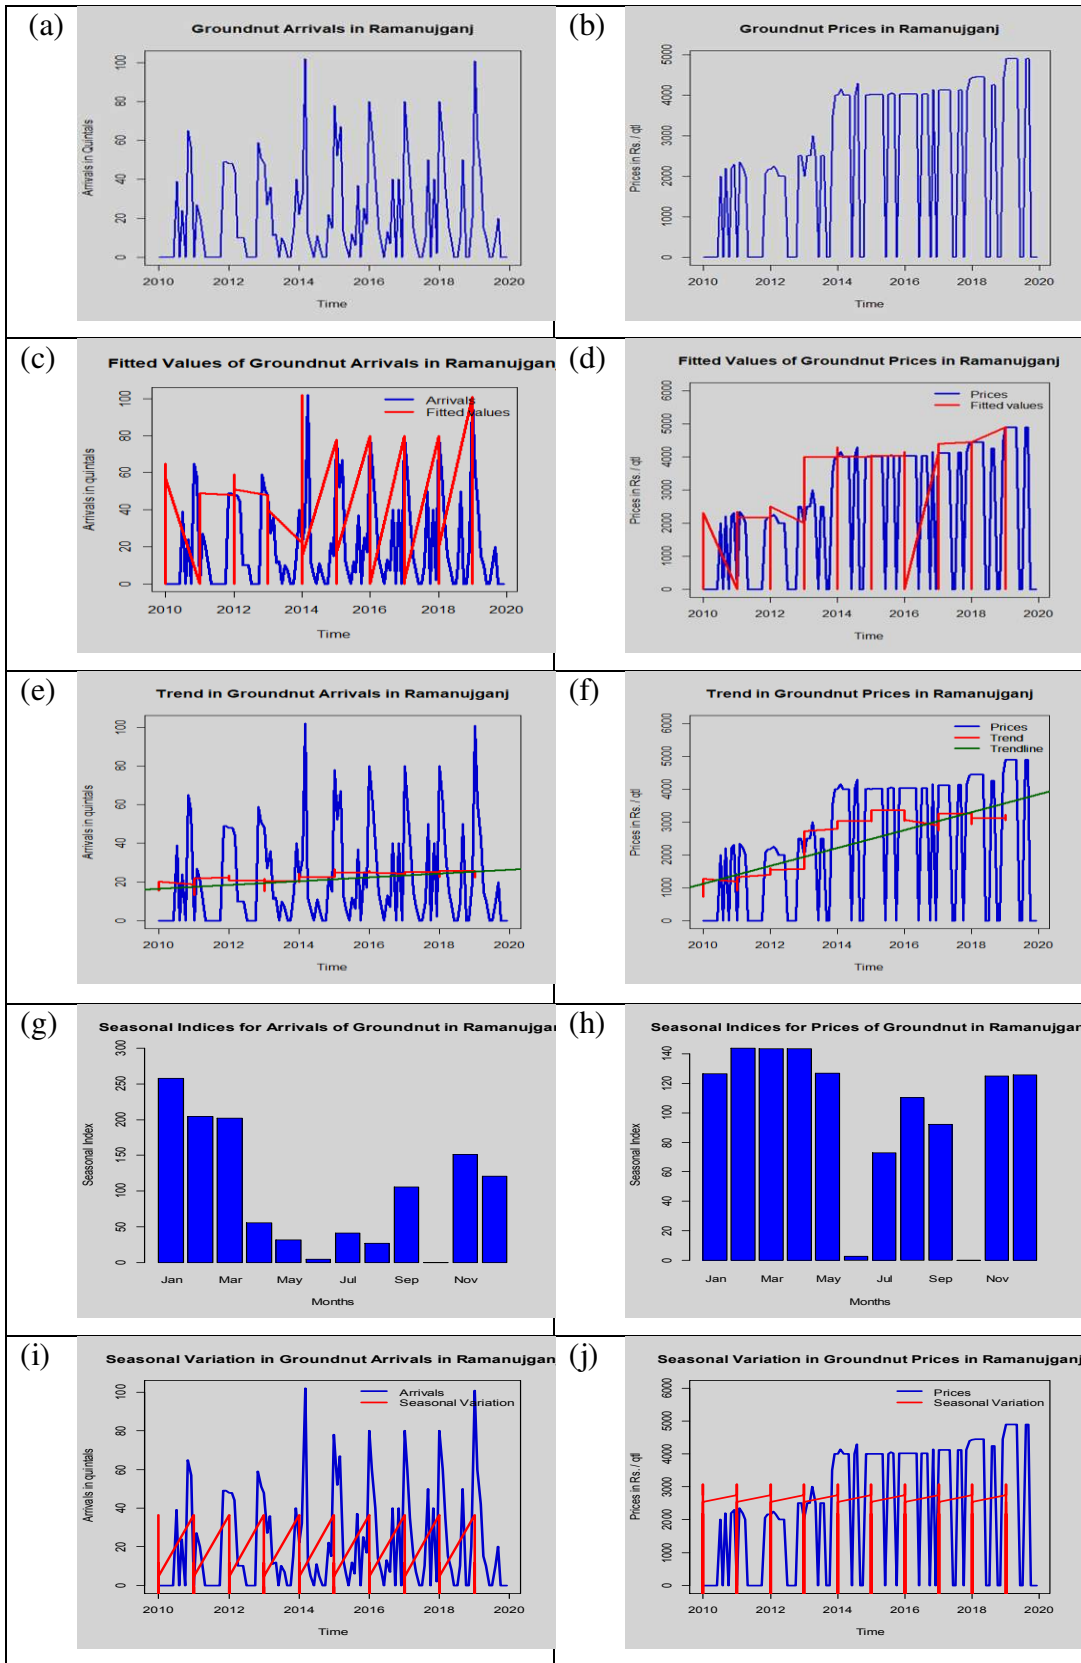 (a)
Groundnut Arrivals in Ramanujganj
Arrivals in Quintals
0 20 40 60 80 100
2010 2012 2014 2016 2018 2020
Time
(b)
Groundnut Prices in Ramanujganj
Prices in Rs. / qtl
0 1000 2000 3000 4000 5000
2010 2012 2014 2016 2018 2020
Time
(c)
Fitted Values of Groundnut Arrivals in Ramanujgan
Arrivals
Fitted values
Arrivals in quintals
0 20 40 60 80 100
2010 2012 2014 2016 2018 2020
Time
(d)
Fitted Values of Groundnut Prices in Ramanujganj
Prices
Fitted values
Prices in Rs. / qtl
0 1000 2000 3000 4000 5000 6000
2010 2012 2014 2016 2018 2020
Time
(e)
Trend in Groundnut Arrivals in Ramanujganj
Arrivals in quintals
0 20 40 60 80 100
2010 2012 2014 2016 2018 2020
Time
(f)
Trend in Groundnut Prices in Ramanujganj
Prices
Trend
Trendline
Prices in Rs. / qtl
0 1000 2000 3000 4000 5000 6000
2010 2012 2014 2016 2018 2020
Time
(g)
Seasonal Indices for Arrivals of Groundnut in Ramanujgan
Seasonal Index
0 50 100 150 200 250 300
Jan Mar May Jul Sep Nov
Months
(h)
Seasonal Indices for Prices of Groundnut in Ramanujgan
Seasonal Index
0 20 40 60 80 100 120 140
Jan Mar May Jul Sep Nov
Months
(i)
Seasonal Variation in Groundnut Arrivals in Ramanujgan
Arrivals
Seasonal Variation
Arrivals in quintals
0 20 40 60 80 100
2010 2012 2014 2016 2018 2020
Time
(j)
Seasonal Variation in Groundnut Prices in Ramanujganj
Prices
Seasonal Variation
Prices in Rs. / qtl
0 1000 2000 3000 4000 5000 6000
2010 2012 2014 2016 2018 2020
Time